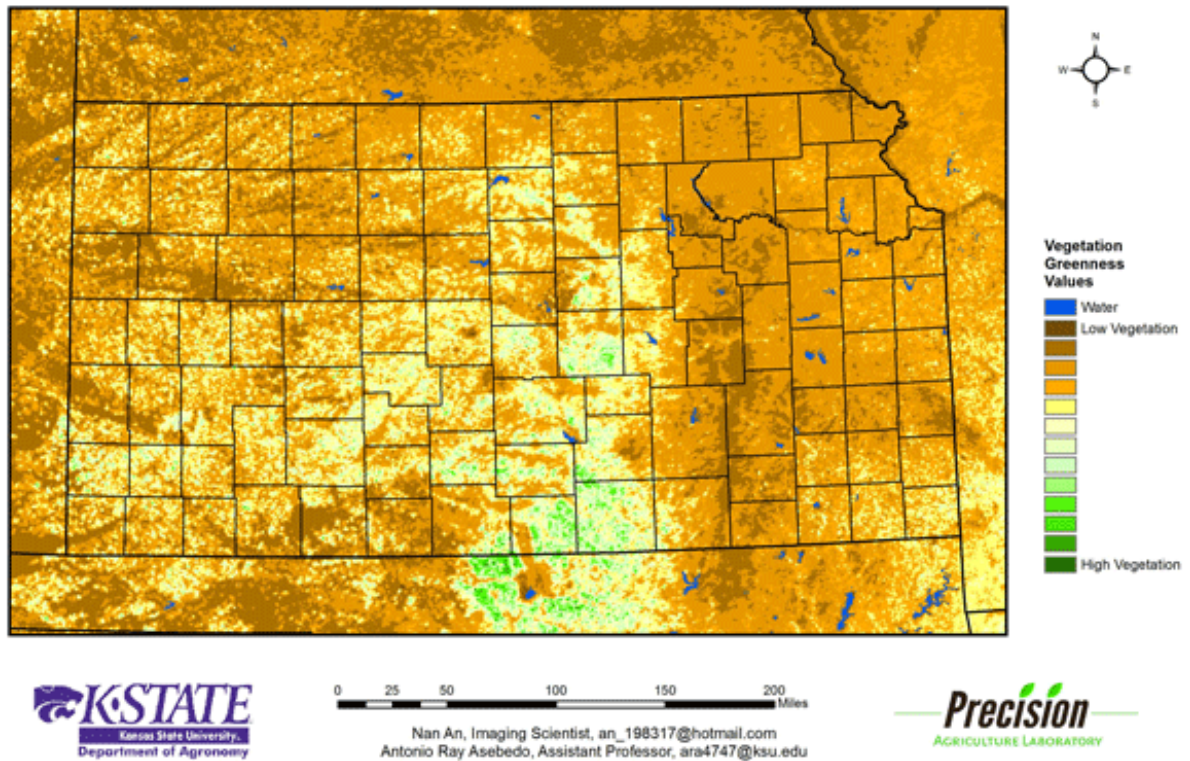 N
W
E
S
Vegetation
Greenness
Values
Water
Low Vegetation
High Vegetation
K-STATE
Kansas State University.
Department of Agronomy
0 25 50 100 150 200
Miles
Nan An, Imaging Scientist, an_198317@hotmail.com
Antonio Ray Asebedo, Assistant Professor, ara4747@ksu.edu
Precision
AGRICULTURE LABORATORY